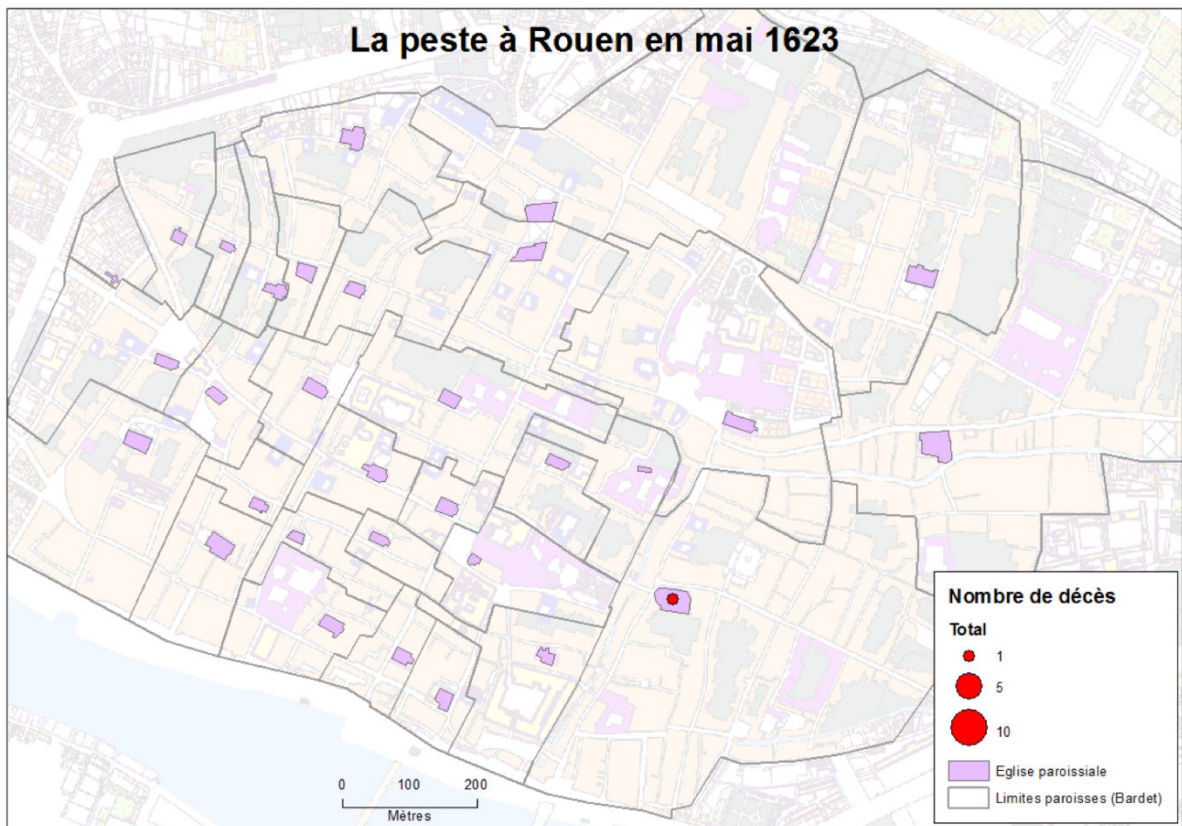 La peste à Rouen en mai 1623
Nombre de décès
Total
1
5
10
Eglise paroissiale
Limites paroisses (Bardet)
0 100 200
Mètres